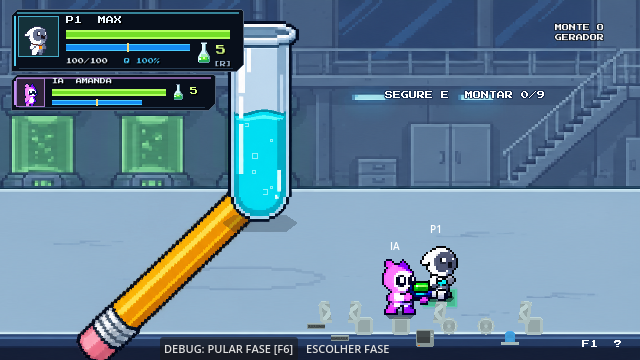 P1 MAX
5
100/100 Q 100% [R]
IA AMANDA
5
MONTE O
GERADOR
SEGURE E MONTAR 0/9
P1
IA
DEBUG: PULAR FASE [F6] ESCOLHER FASE
F1 ?